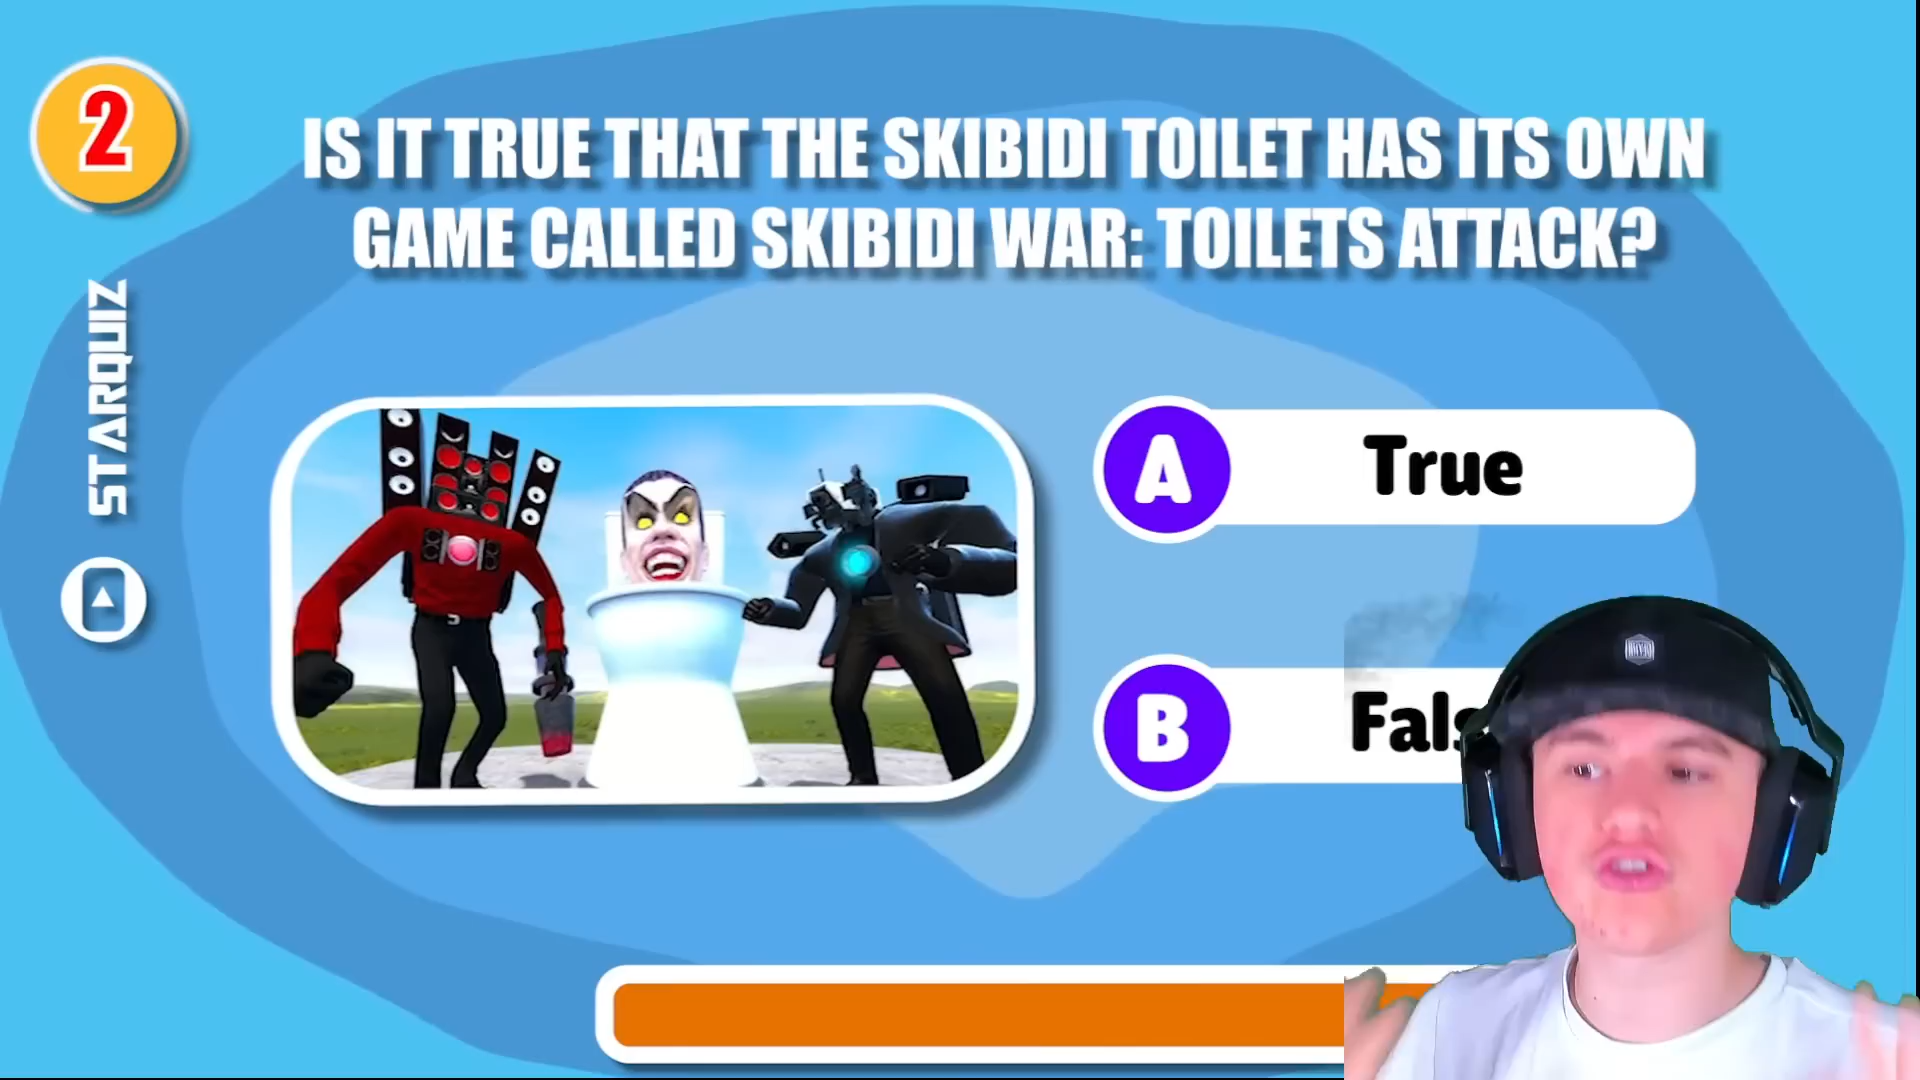 2
IS IT TRUE THAT THE SKIBIDI TOILET HAS ITS OWN
GAME CALLED SKIBIDI WAR: TOILETS ATTACK?
STARQUIZ
A
True
B
Fals